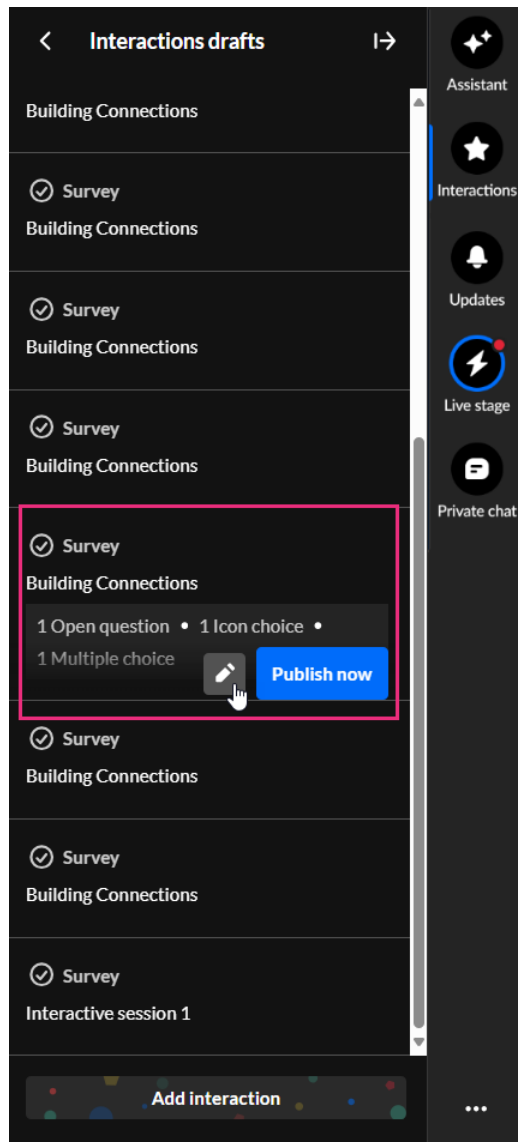 Interactions drafts
Building Connections
Survey
Building Connections
Survey
Building Connections
Survey
Building Connections
Survey
Building Connections
1 Open question • 1 Icon choice •
1 Multiple choice
Publish now
Survey
Building Connections
Survey
Building Connections
Survey
Interactive session 1
Add interaction
Assistant
Interactions
Updates
Live stage
Private chat